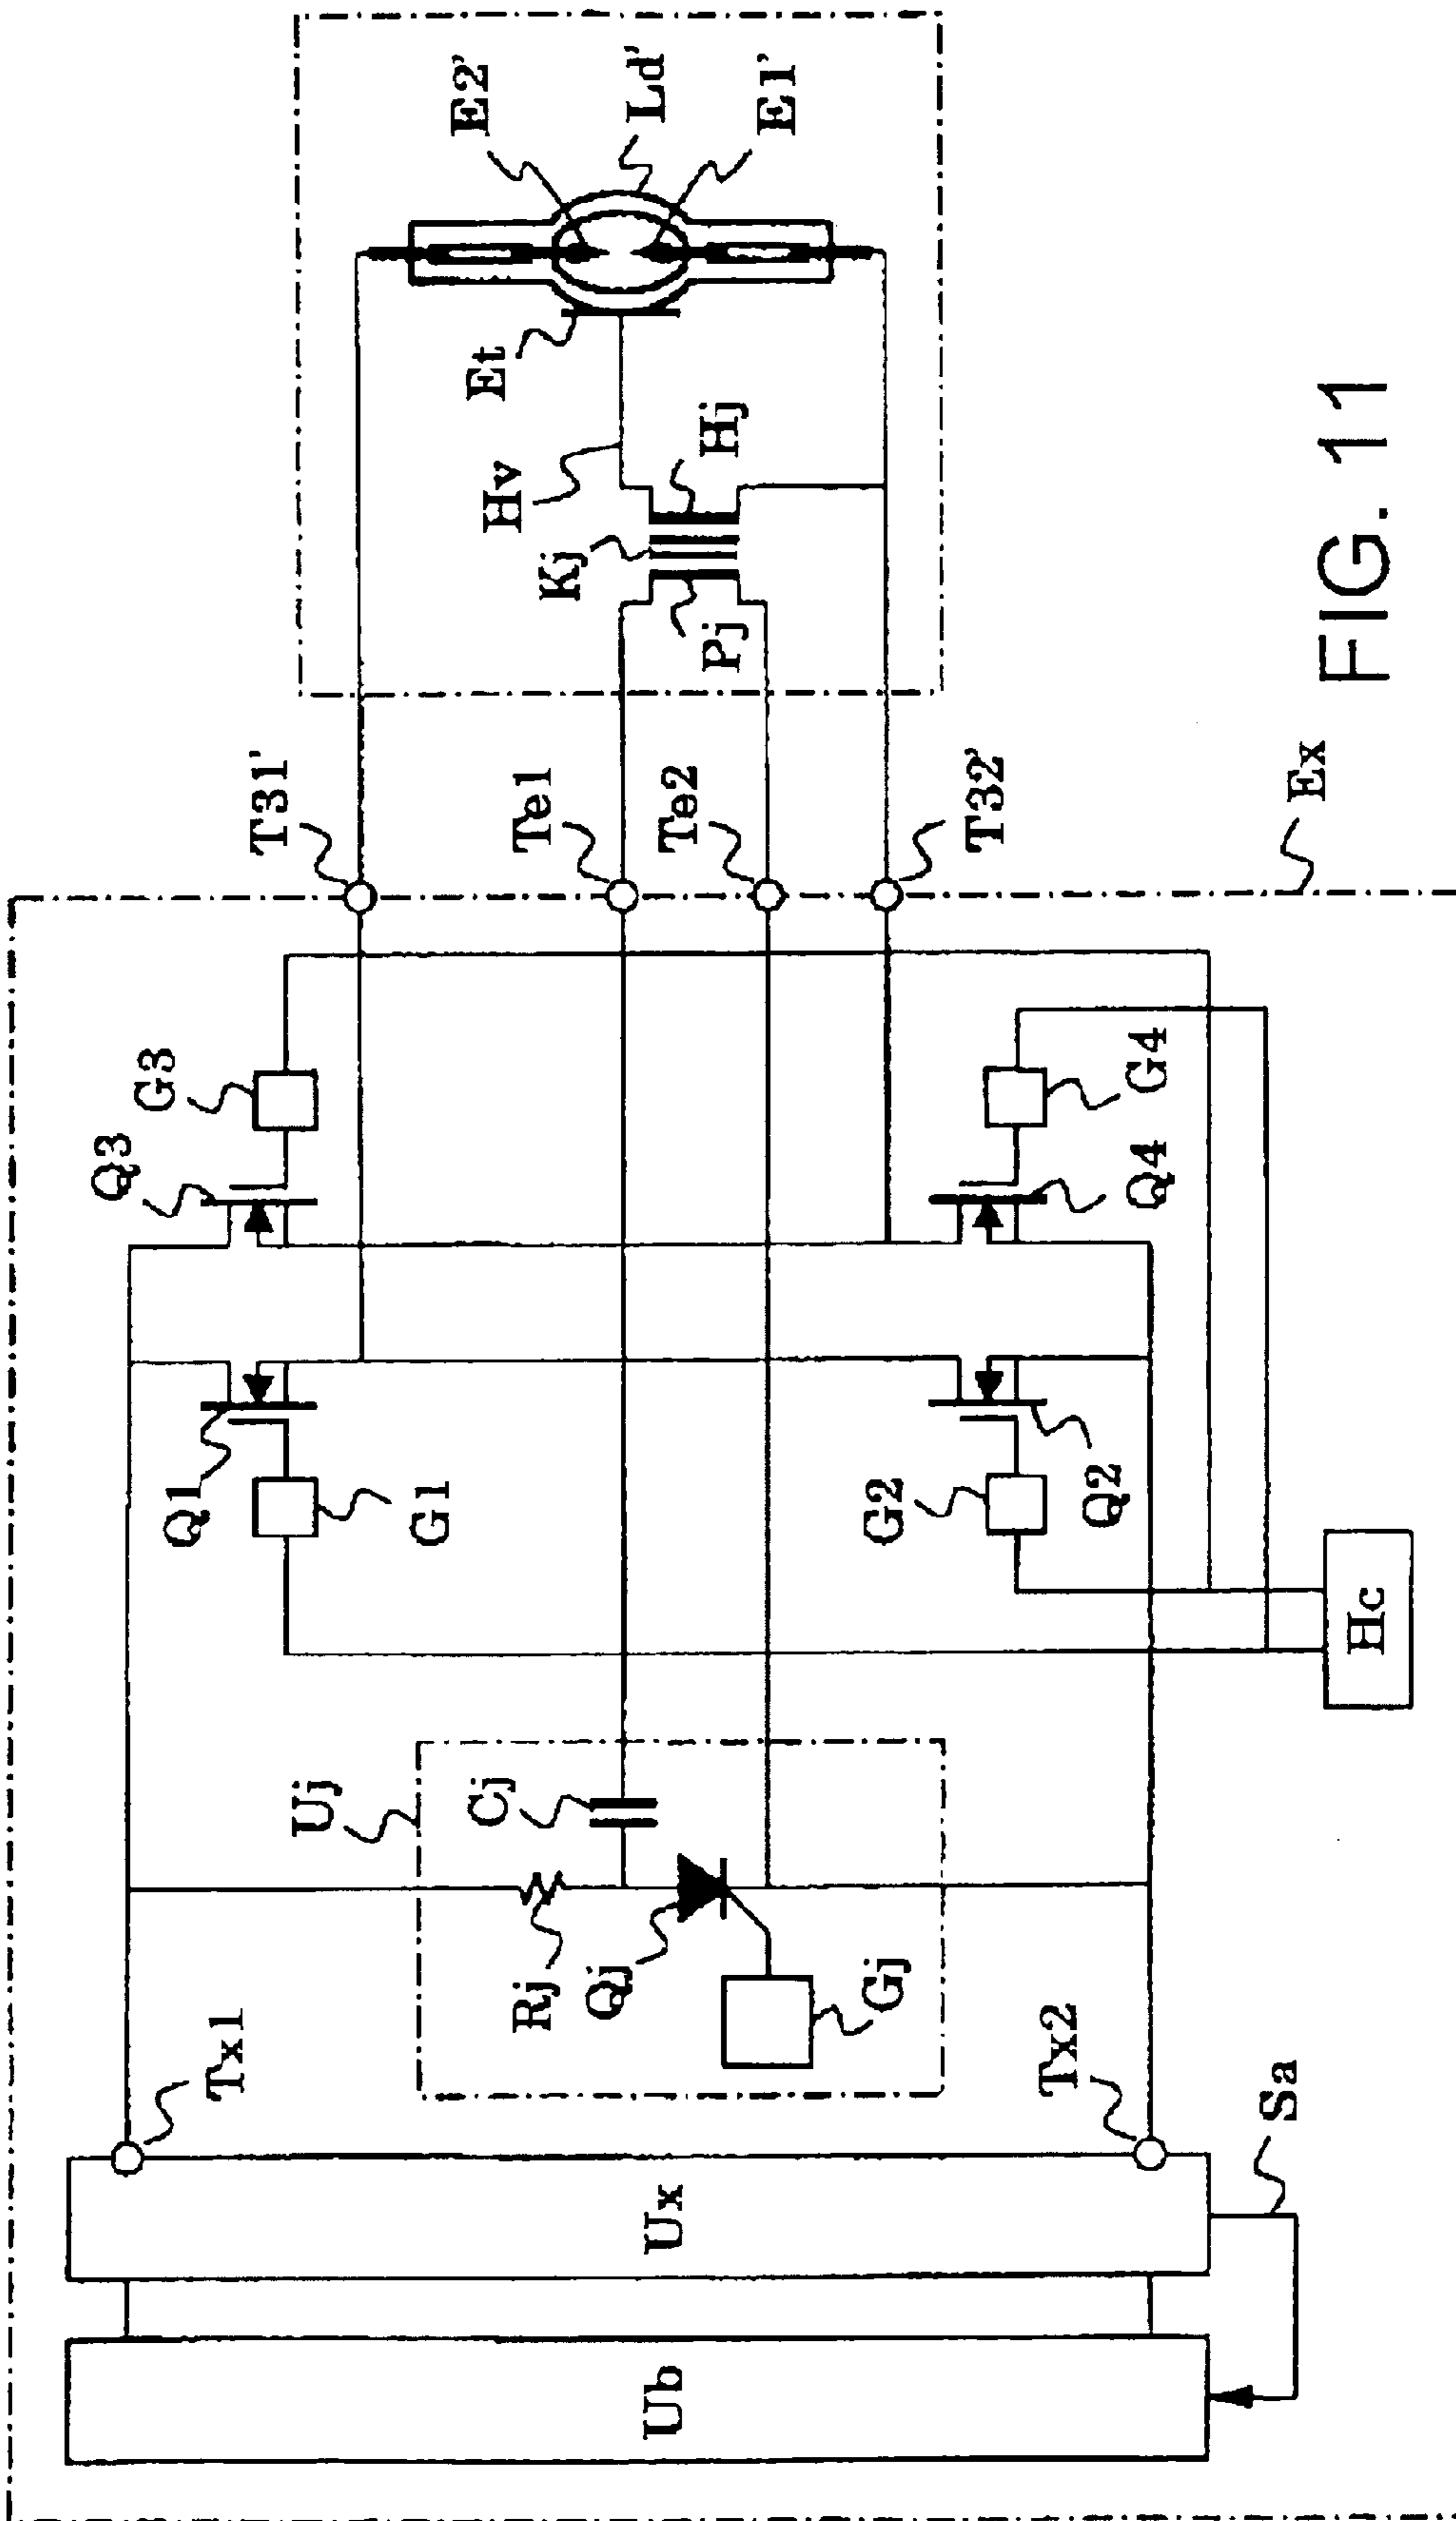 Ub
Ux
Sa
Tx1
Tx2
Uj
Rj
Qj
Gj
Cj
Hc
Q1
G1
G2
Q2
Q3
G3
Q4
G4
T31'
Te1
Te2
T32'
Ex
Kj
Pj
Hj
Hv
Et
E2'
Ld'
E1'
FIG. 11